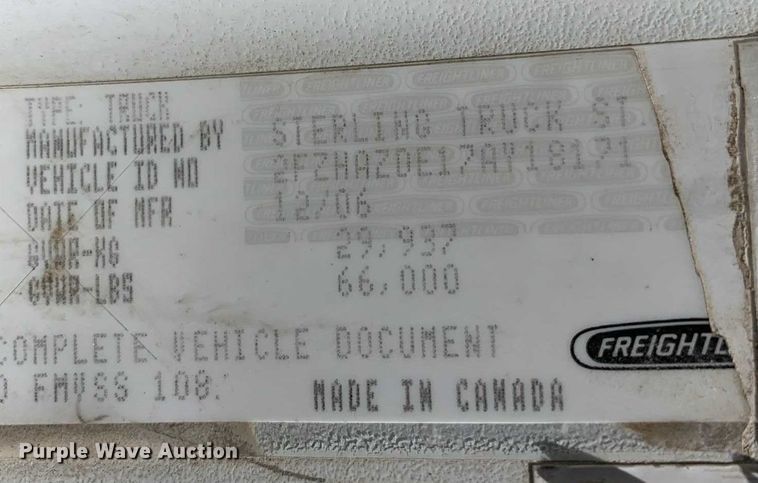 TYPE: TRUCK
MANUFACTURED BY STERLING TRUCK ST
VEHICLE ID NO 2FZHAZDE17AY18171
DATE OF MFR 12/06
GVWR-KG 29,937
GVWR-LBS 66,000
COMPLETE VEHICLE DOCUMENT
FMVSS 108.
MADE IN CANADA
FREIGHTL
Purple Wave Auction